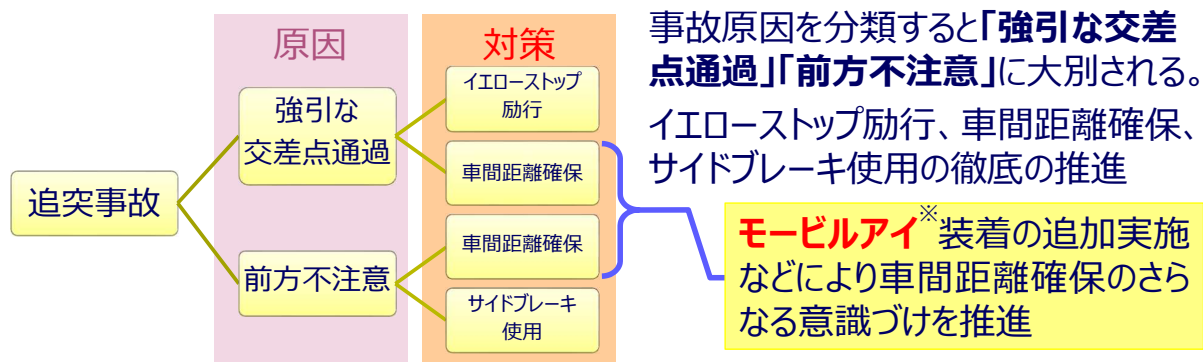 原因
対策
追突事故
強引な
交差点通過
前方不注意
イエローストップ
励行
車間距離確保
車間距離確保
サイドブレーキ
使用
事故原因を分類すると「強引な交差
点通過」「前方不注意」に大別される。
イエローストップ励行、車間距離確保、
サイドブレーキ使用の徹底の推進
モービルアイ※装着の追加実施
などにより車間距離確保のさら
なる意識づけを推進